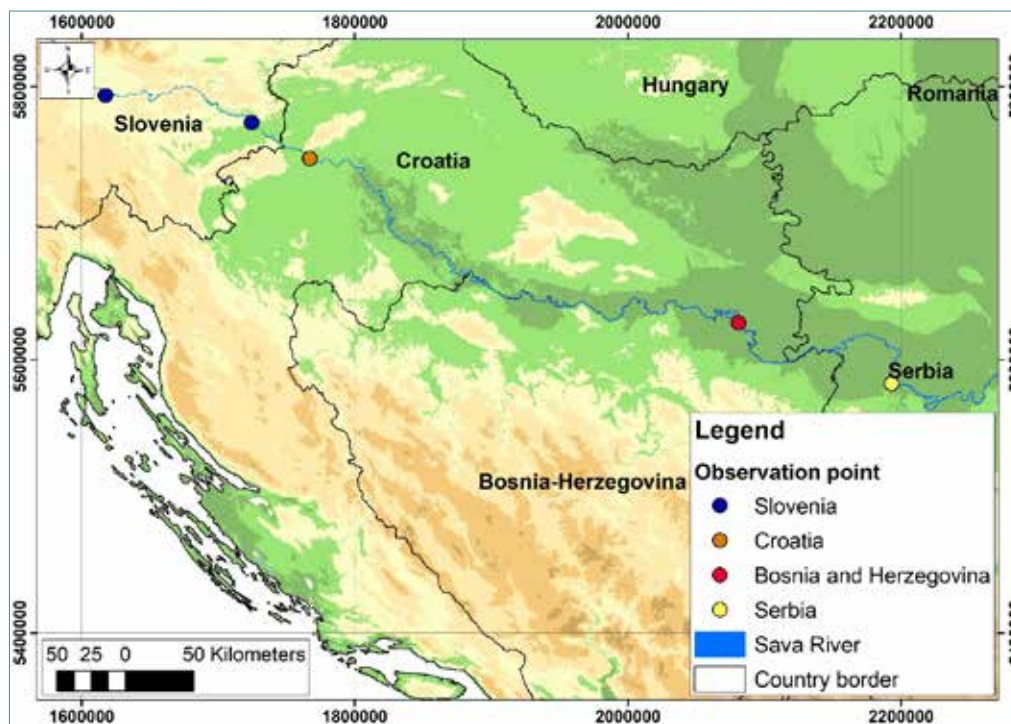 1600000 1800000 2000000 2200000
N
5800000
Hungary
Romania
Slovenia
Croatia
5600000
Serbia
Legend
Observation point
Bosnia-Herzegovina
Slovenia
Croatia
Bosnia and Herzegovina
Serbia
5400000
Sava River
50 25 0 50 Kilometers
Country border
1600000 1800000 2000000 2200000